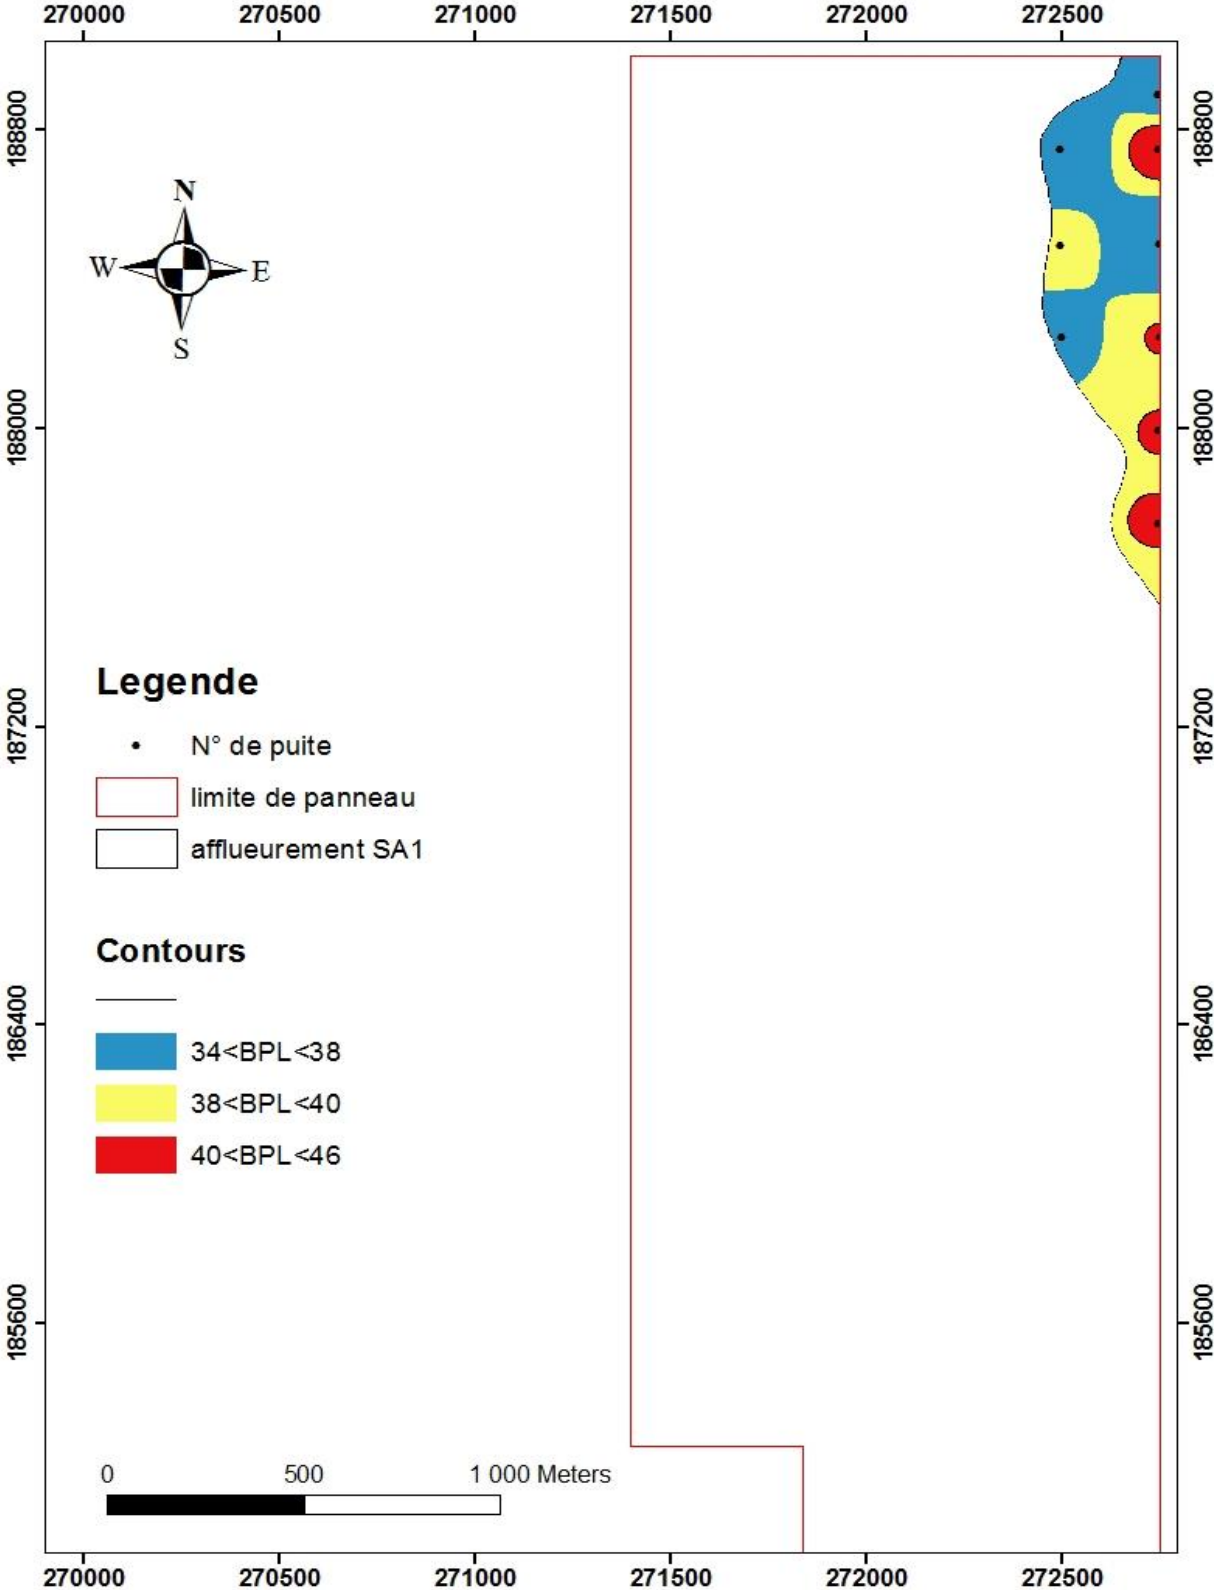 270000 270500 271000 271500 272000 272500
188800 188800
N
W E
S
188000 188000
Legende
187200 187200
N° de puite
limite de panneau
afflueurement SA1
Contours
186400 186400
34<BPL<38
38<BPL<40
40<BPL<46
185600 185600
0 500 1 000 Meters
270000 270500 271000 271500 272000 272500